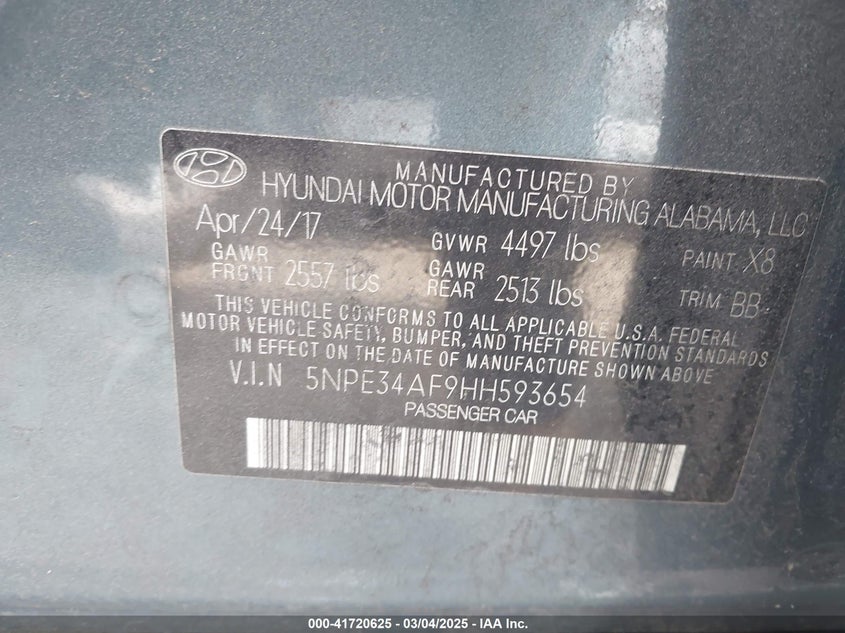 MANUFACTURED BY
HYUNDAI MOTOR MANUFACTURING ALABAMA, LLC
Apr/24/17 GVWR 4497 lbs PAINT X8
GAWR FRONT 2557 lbs GAWR REAR 2513 lbs TRIM BB
THIS VEHICLE CONFORMS TO ALL APPLICABLE U.S.A. FEDERAL
MOTOR VEHICLE SAFETY, BUMPER, AND THEFT PREVENTION STANDARDS
IN EFFECT ON THE DATE OF MANUFACTURE SHOWN ABOVE
V.I.N 5NPE34AF9HH593654
PASSENGER CAR
000-41720625 - 03/04/2025 - IAA Inc.